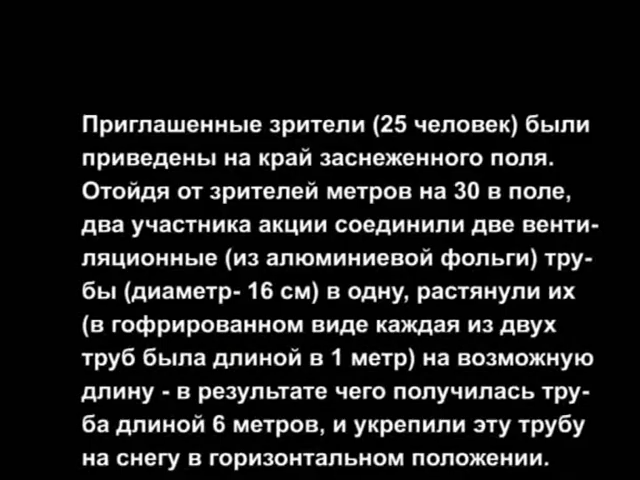 Приглашенные зрители (25 человек) были
приведены на край заснеженного поля.
Отойдя от зрителей метров на 30 в поле,
два участника акции соединили две венти-
ляционные (из алюминиевой фольги) тру-
бы (диаметр- 16 см) в одну, растянули их
(в гофрированном виде каждая из двух
труб была длиной в 1 метр) на возможную
длину - в результате чего получилась тру-
ба длиной 6 метров, и укрепили эту трубу
на снегу в горизонтальном положении.